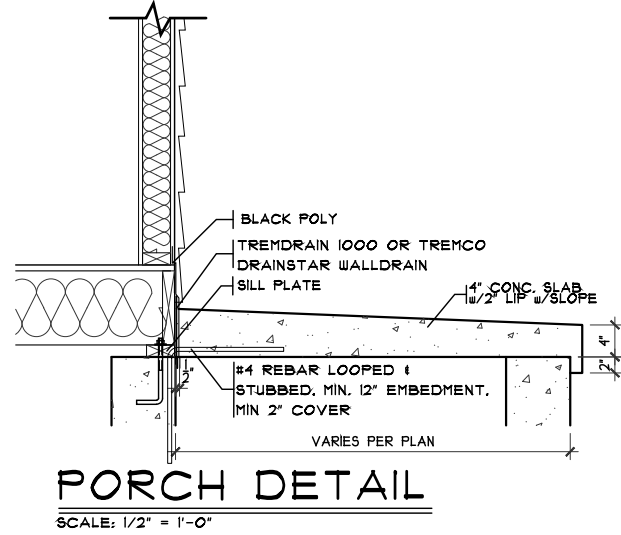 BLACK POLY
TREMDRAIN 1000 OR TREMCO
DRAINSTAR WALLDRAIN
SILL PLATE
4" CONC. SLAB
w/2" LIP w/SLOPE
4"
2"
1/2"
#4 REBAR LOOPED &
STUBBED, MIN. 12" EMBEDMENT,
MIN 2" COVER
VARIES PER PLAN
PORCH DETAIL
SCALE: 1/2" = 1'-0"